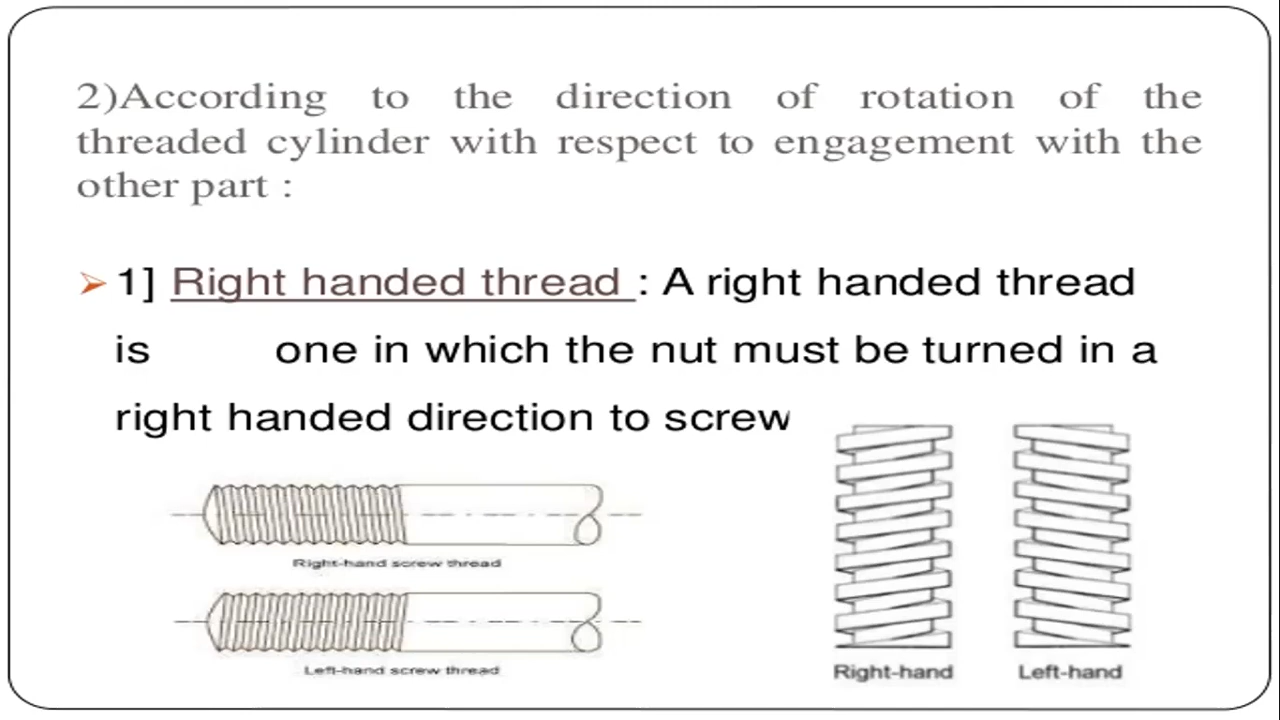 2)According to the direction of rotation of the
threaded cylinder with respect to engagement with the
other part :
1] Right handed thread : A right handed thread
is one in which the nut must be turned in a
right handed direction to screw
Right-hand screw thread
Left-hand screw thread
Right-hand Left-hand